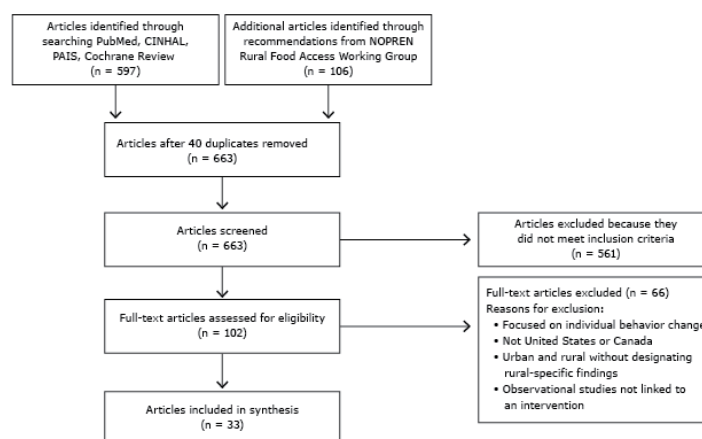 Articles identified through
searching PubMed, CINHAL,
PAIS, Cochrane Review
(n = 597)
Additional articles identified through
recommendations from NOPREN
Rural Food Access Working Group
(n = 106)
Articles after 40 duplicates removed
(n = 663)
Articles screened
(n = 663)
Articles excluded because they
did not meet inclusion criteria
(n = 561)
Full-text articles assessed for eligibility
(n = 102)
Full-text articles excluded (n = 66)
Reasons for exclusion:
• Focused on individual behavior change
• Not United States or Canada
• Urban and rural without designating
rural-specific findings
• Observational studies not linked to
an intervention
Articles included in synthesis
(n = 33)